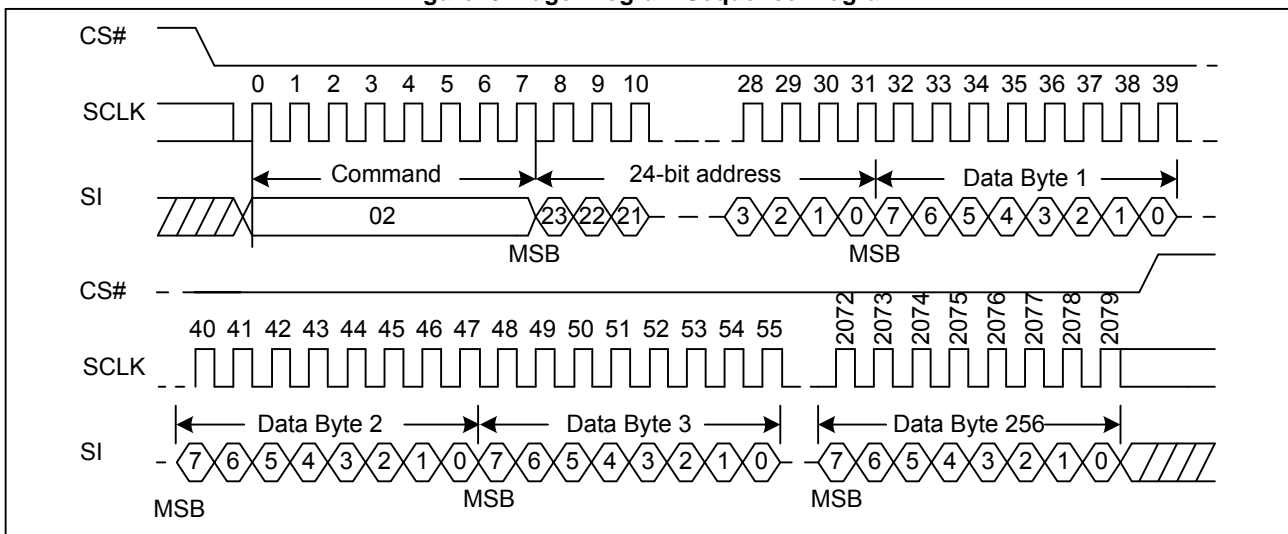 CS#
0 1 2 3 4 5 6 7 8 9 10 28 29 30 31 32 33 34 35 36 37 38 39
SCLK
Command 24-bit address Data Byte 1
SI
02 23 22 21 3 2 1 0 7 6 5 4 3 2 1 0
MSB MSB
CS#
40 41 42 43 44 45 46 47 48 49 50 51 52 53 54 55 2072 2073 2074 2075 2076 2077 2078 2079
SCLK
Data Byte 2 Data Byte 3 Data Byte 256
SI
7 6 5 4 3 2 1 0 7 6 5 4 3 2 1 0 7 6 5 4 3 2 1 0
MSB MSB MSB